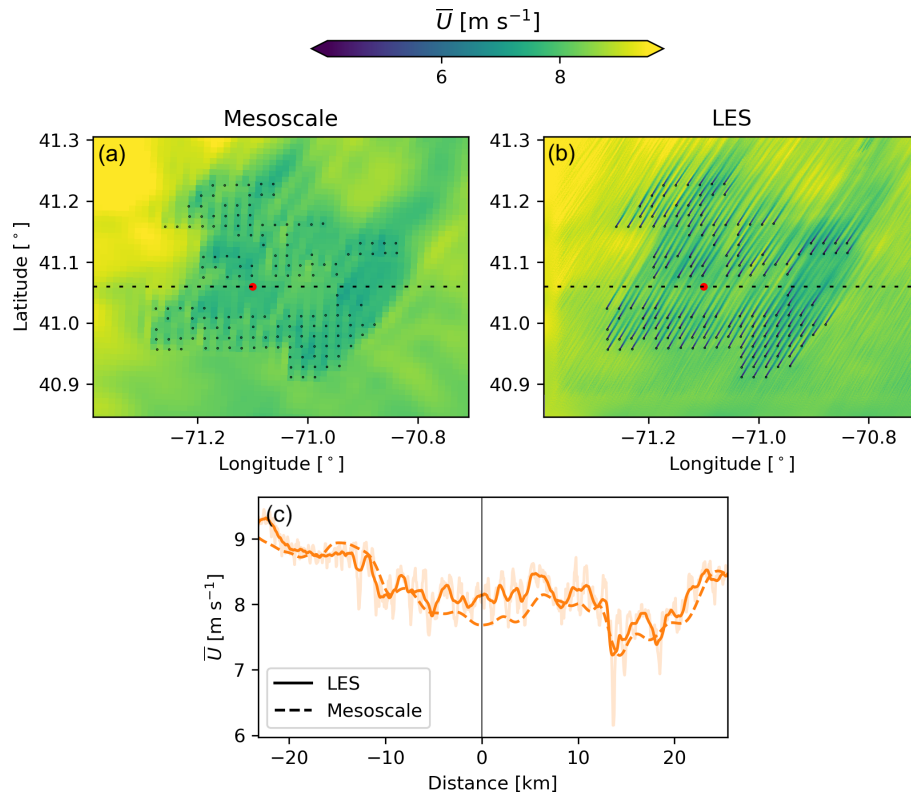 U [m s⁻¹]
6 8
Mesoscale LES
(a) (b)
41.3 41.3
41.2 41.2
41.1 41.1
41.0 41.0
40.9 40.9
Latitude [°]
−71.2 −71.0 −70.8 −71.2 −71.0 −70.8
Longitude [°] Longitude [°]
(c)
9
8
7
6
U̅ [m s⁻¹]
LES
Mesoscale
−20 −10 0 10 20
Distance [km]